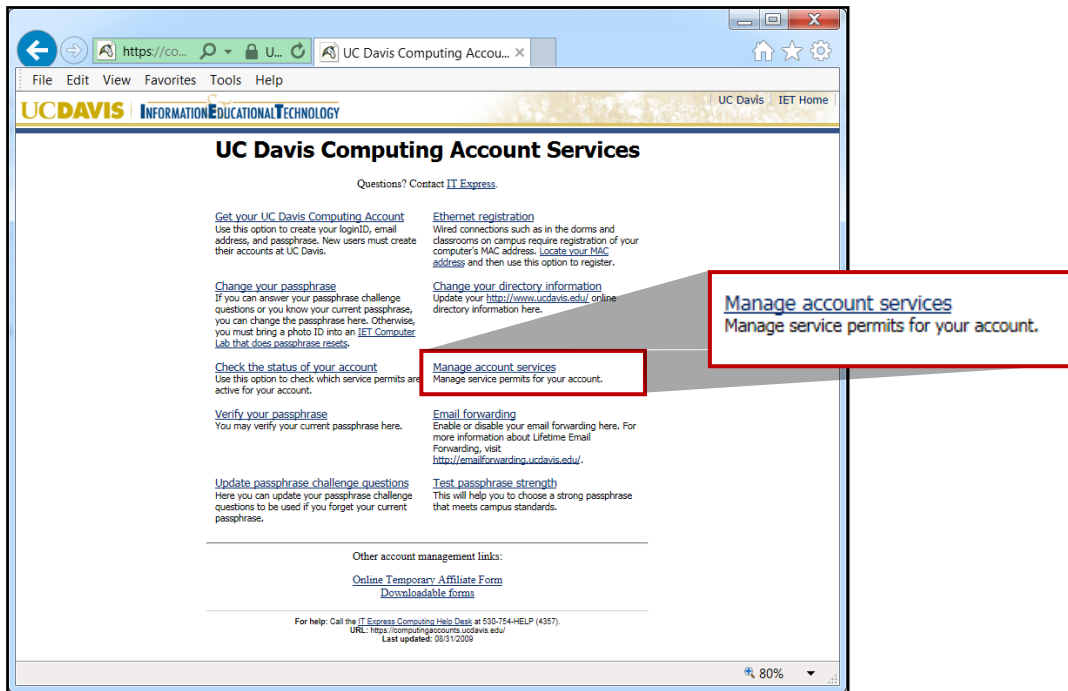 https://co...
U...
UC Davis Computing Accou...
File Edit View Favorites Tools Help
UCDAVIS INFORMATION & EDUCATIONAL TECHNOLOGY
UC Davis IET Home
UC Davis Computing Account Services
Questions? Contact IT Express.
Get your UC Davis Computing Account
Use this option to create your loginID, email
address, and passphrase. New users must create
their accounts at UC Davis.
Ethernet registration
Wired connections such as in the dorms and
classrooms on campus require registration of your
computer's MAC address. Locate your MAC
address and then use this option to register.
Change your passphrase
If you can answer your passphrase challenge
questions or you know your current passphrase,
you can change the passphrase here. Otherwise,
you must bring a photo ID into an IET Computer
Lab that does passphrase resets.
Change your directory information
Update your http://www.ucdavis.edu/ online
directory information here.
Check the status of your account
Use this option to check which service permits are
active for your account.
Manage account services
Manage service permits for your account.
Manage account services
Manage service permits for your account.
Verify your passphrase
You may verify your current passphrase here.
Email forwarding
Enable or disable your email forwarding here. For
more information about Lifetime Email
Forwarding, visit
http://emailforwarding.ucdavis.edu/.
Update passphrase challenge questions
Here you can update your passphrase challenge
questions to be used if you forget your current
passphrase.
Test passphrase strength
This will help you to choose a strong passphrase
that meets campus standards.
Other account management links:
Online Temporary Affiliate Form
Downloadable forms
For help: Call the IT Express Computing Help Desk at 530-754-HELP (4357).
URL: https://computingaccounts.ucdavis.edu/
Last updated: 08/31/2009
80%